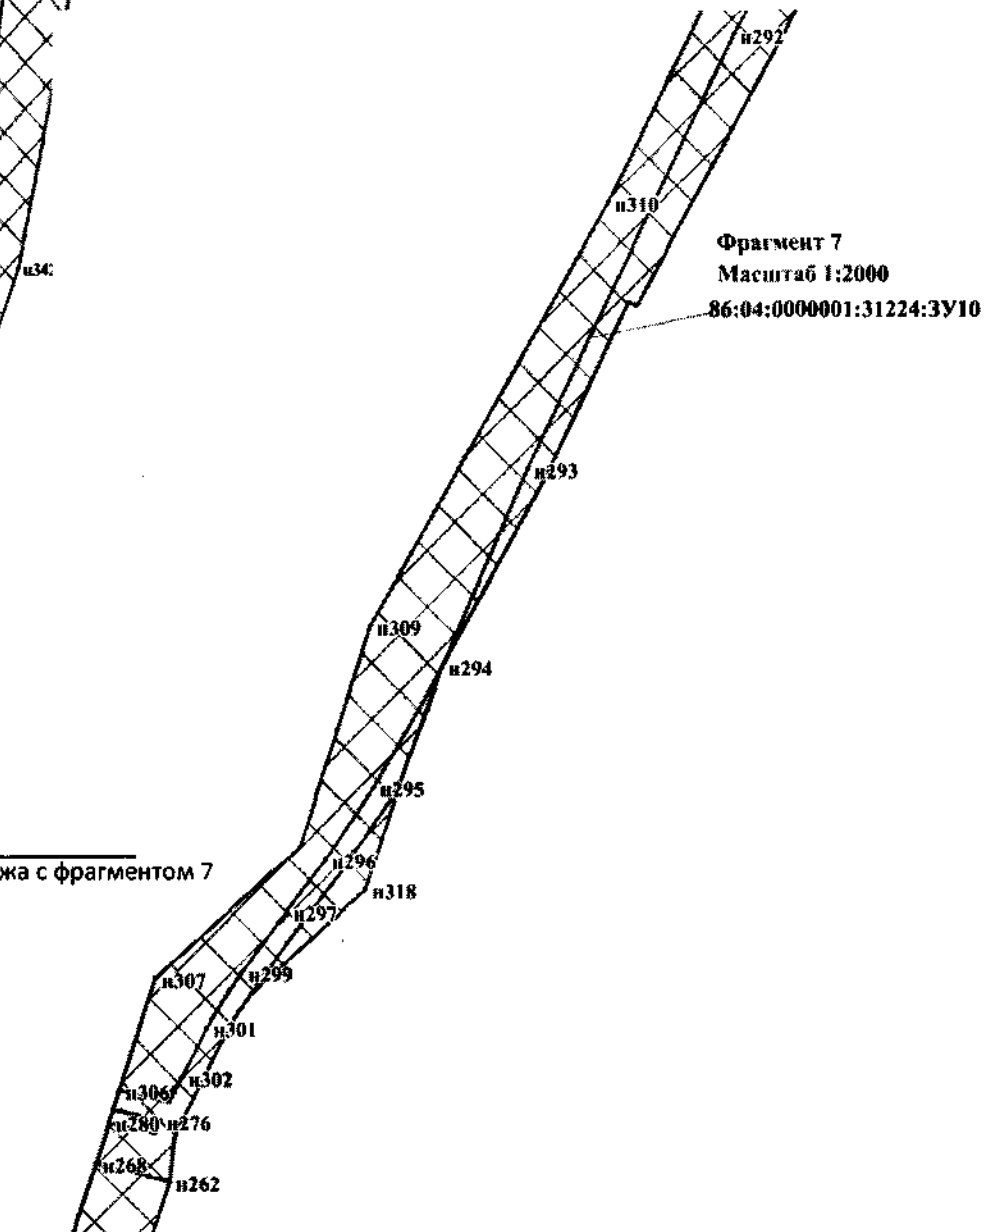 н292
н310
Фрагмент 7
Масштаб 1:2000
86:04:0000001:31224:ЗУ10
н293
н309
н294
н295
н296
жа с фрагментом 7
н318
н297
н299
н307
н301
н302
н306
н280 н276
н268
н262